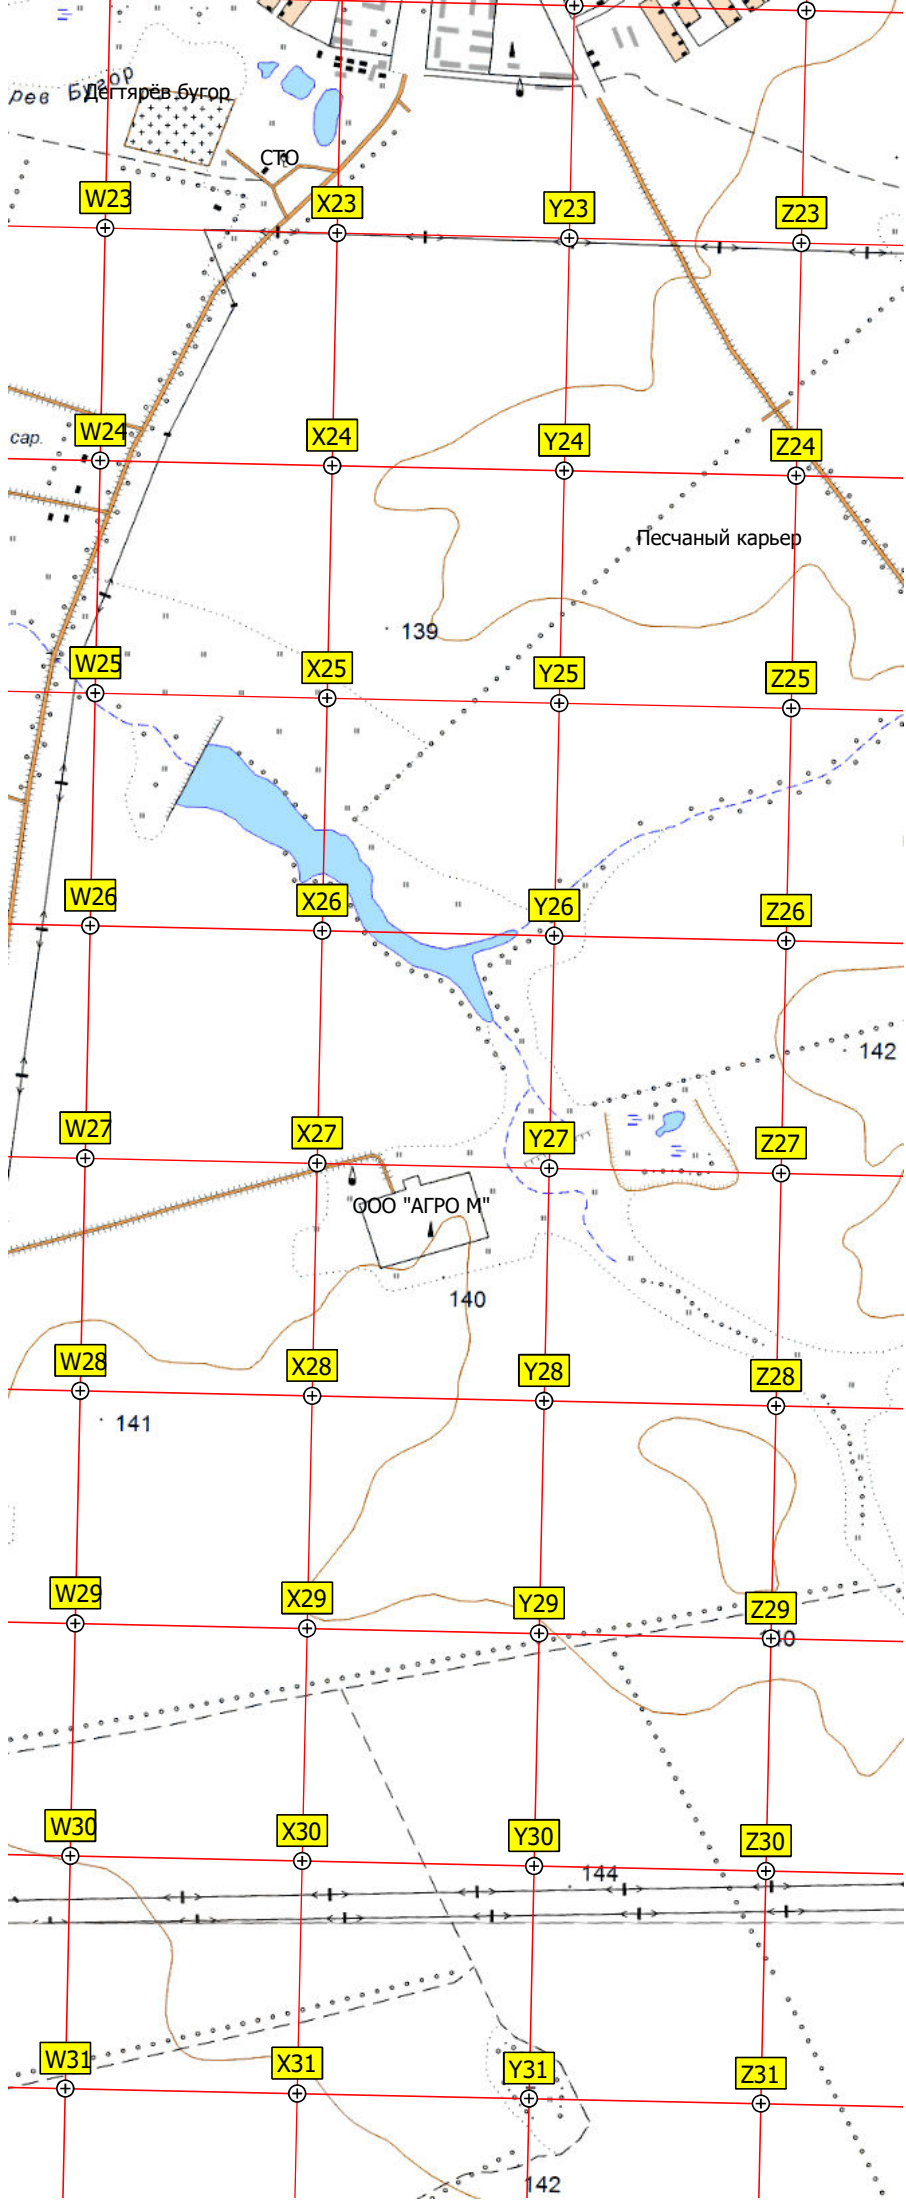 рев Бугор
Дегтярёв бугор
СТО
W23
X23
Y23
Z23
сар.
W24
X24
Y24
Z24
Песчаный карьер
139
W25
X25
Y25
Z25
W26
X26
Y26
Z26
142
W27
X27
Y27
Z27
ООО "АГРО М"
140
W28
X28
Y28
Z28
141
W29
X29
Y29
Z29
W30
X30
Y30
Z30
144
W31
X31
Y31
Z31
142